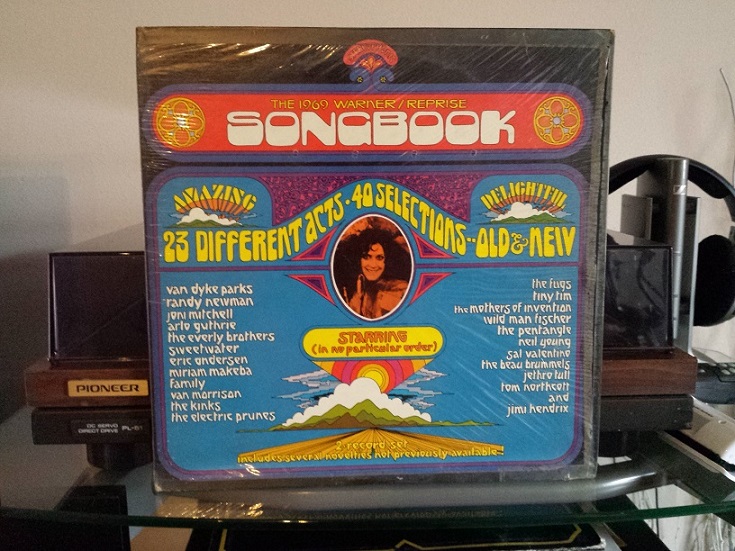 THE 1969 WARNER/REPRISE
SONGBOOK
AMAZING
DELIGHTFUL
23 DIFFERENT ACTS · 40 SELECTIONS -- OLD & NEW
van dyke parks
randy newman
joni mitchell
arlo guthrie
the everly brothers
sweetwater
eric andersen
miriam makeba
family
van morrison
the kinks
the electric prunes
STARRING
(in no particular order)
the fugs
tiny tim
the mothers of invention
wild man fischer
the pentangle
neil young
sal valentino
the beau brummels
jethro tull
tom northcott
and
jimi hendrix
2 record set
includes several novelties not previously available!
PIONEER
DC SERVO
DIRECT DRIVE